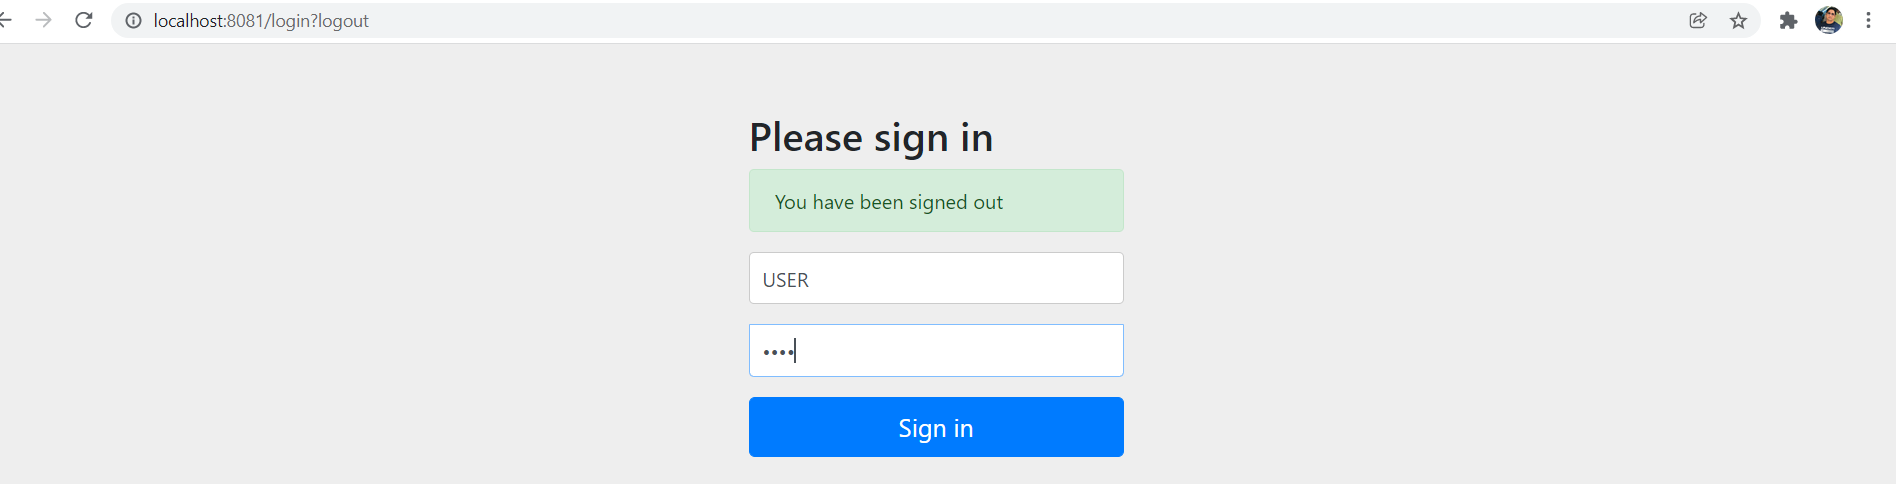 localhost:8081/login?logout
Please sign in
You have been signed out
USER
••••
Sign in